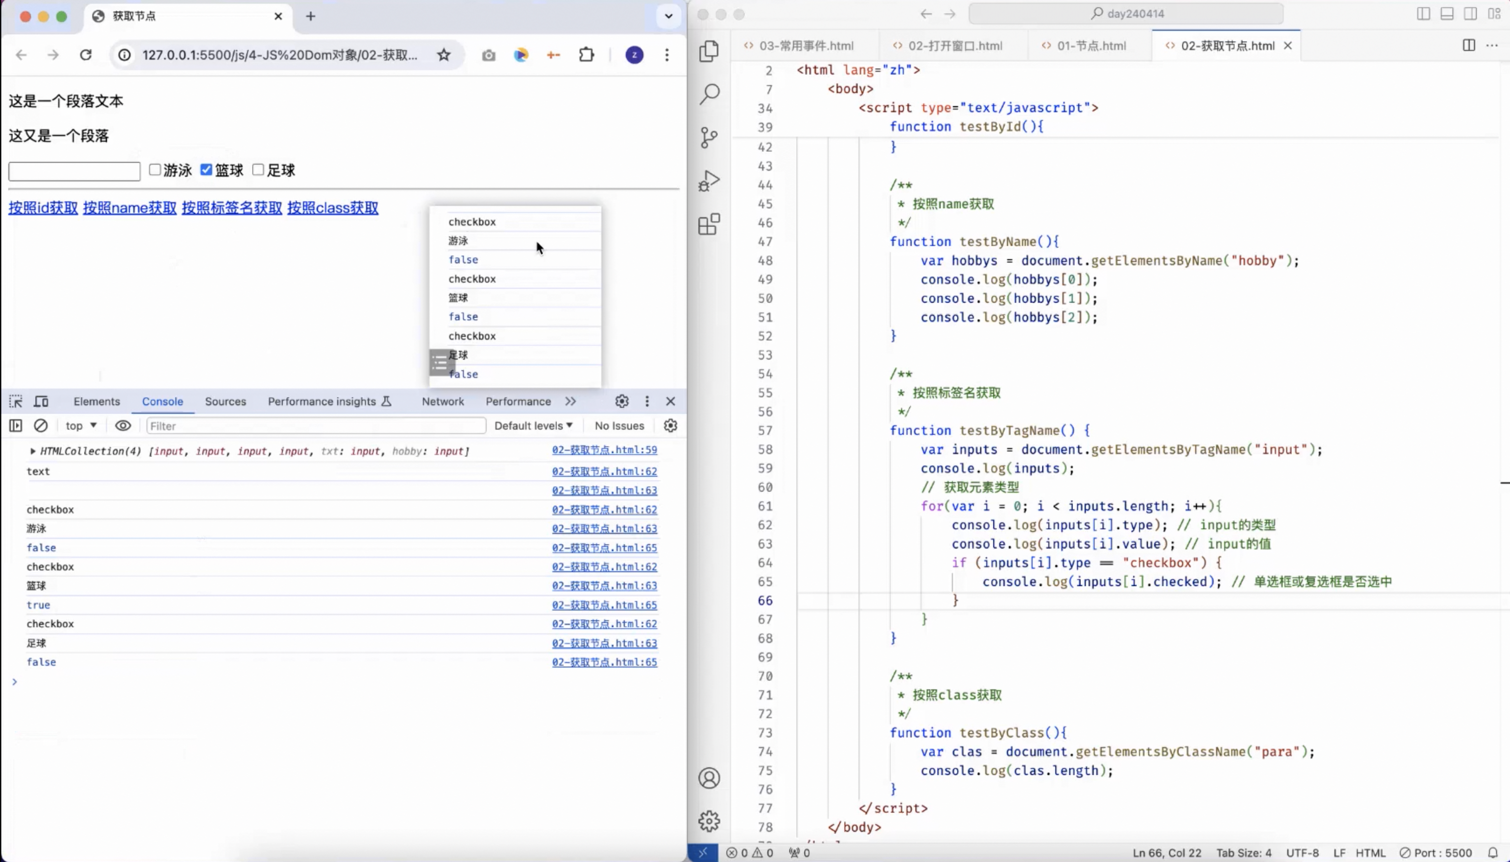 获取节点
127.0.0.1:5500/js/4-JS%20Dom对象/02-获取...
Z
这是一个段落文本
这又是一个段落
游泳 篮球 足球
按照id获取 按照name获取 按照标签名获取 按照class获取
checkbox
游泳
false
checkbox
篮球
false
checkbox
足球
false
Elements Console Sources Performance insights Network Performance
top Filter Default levels No Issues
HTMLCollection(4) [input, input, input, input, txt: input, hobby: input] 02-获取节点.html:59
text 02-获取节点.html:62
02-获取节点.html:63
checkbox 02-获取节点.html:62
游泳 02-获取节点.html:63
false 02-获取节点.html:65
checkbox 02-获取节点.html:62
篮球 02-获取节点.html:63
true 02-获取节点.html:65
checkbox 02-获取节点.html:62
足球 02-获取节点.html:63
false 02-获取节点.html:65
day240414
03-常用事件.html 02-打开窗口.html 01-节点.html 02-获取节点.html
2 <html lang="zh">
7 <body>
34 <script type="text/javascript">
39 function testById(){
42 }
43
44 /**
45 * 按照name获取
46 */
47 function testByName(){
48 var hobbys = document.getElementsByName("hobby");
49 console.log(hobbys[0]);
50 console.log(hobbys[1]);
51 console.log(hobbys[2]);
52 }
53
54 /**
55 * 按照标签名获取
56 */
57 function testByTagName() {
58 var inputs = document.getElementsByTagName("input");
59 console.log(inputs);
60 // 获取元素类型
61 for(var i = 0; i < inputs.length; i++){
62 console.log(inputs[i].type); // input的类型
63 console.log(inputs[i].value); // input的值
64 if (inputs[i].type == "checkbox") {
65 console.log(inputs[i].checked); // 单选框或复选框是否选中
66 }
67 }
68 }
69
70 /**
71 * 按照class获取
72 */
73 function testByClass(){
74 var clas = document.getElementsByClassName("para");
75 console.log(clas.length);
76 }
77 </script>
78 </body>
0 0 0 Ln 66, Col 22 Tab Size: 4 UTF-8 LF HTML Port : 5500